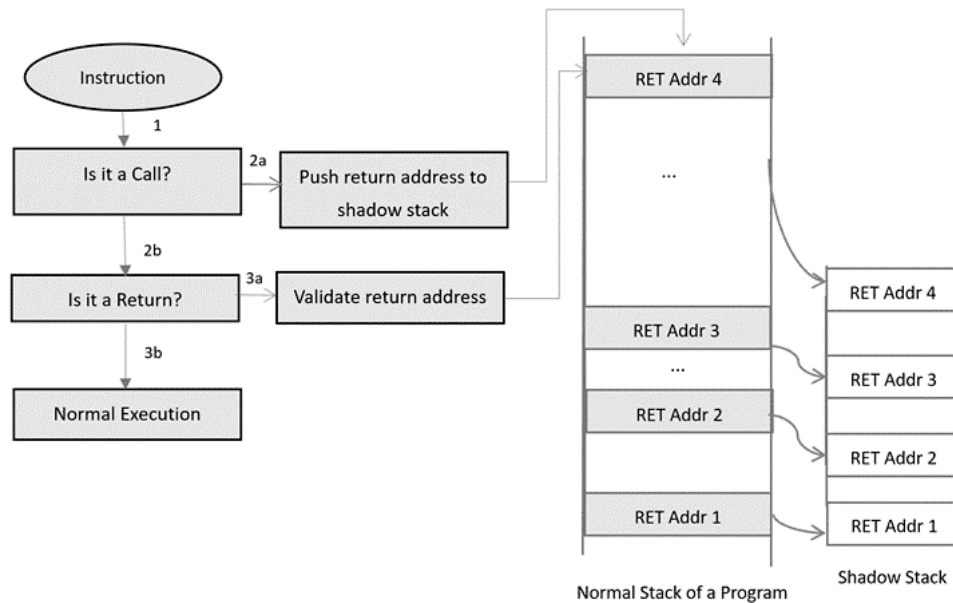 Instruction
1
Is it a Call?
2a
Push return address to
shadow stack
2b
Is it a Return?
3a
Validate return address
3b
Normal Execution
RET Addr 4
...
RET Addr 3
...
RET Addr 2
RET Addr 1
Normal Stack of a Program
RET Addr 4
RET Addr 3
RET Addr 2
RET Addr 1
Shadow Stack